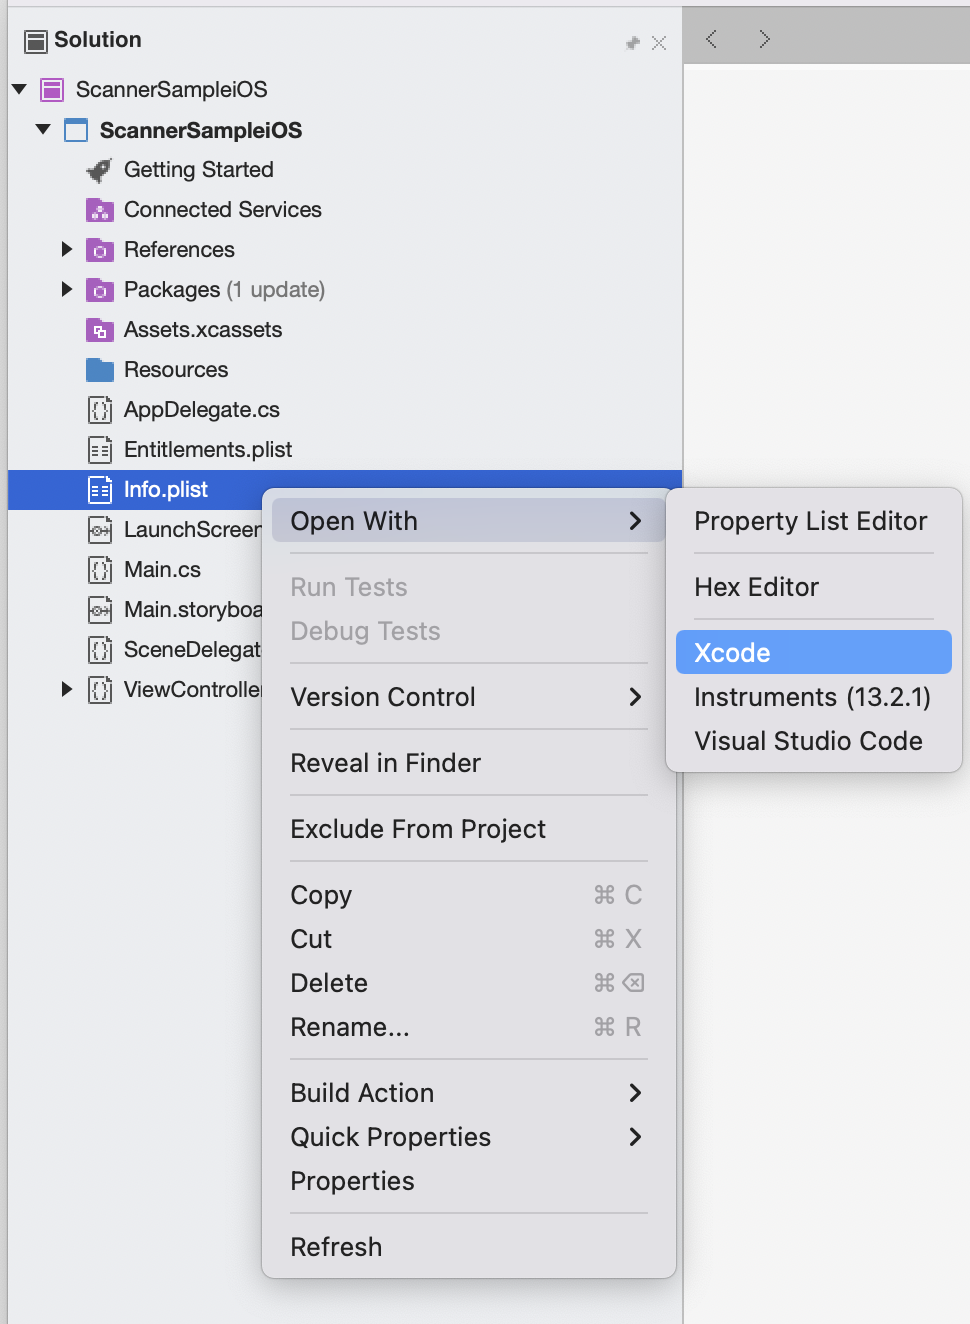 Solution
ScannerSampleiOS
ScannerSampleiOS
Getting Started
Connected Services
References
Packages (1 update)
Assets.xcassets
Resources
AppDelegate.cs
Entitlements.plist
Info.plist
LaunchScreen
Main.cs
Main.storyboa
SceneDelegat
ViewController
Open With
Run Tests
Debug Tests
Version Control
Reveal in Finder
Exclude From Project
Copy ⌘ C
Cut ⌘ X
Delete ⌘ ⌫
Rename... ⌘ R
Build Action
Quick Properties
Properties
Refresh
Property List Editor
Hex Editor
Xcode
Instruments (13.2.1)
Visual Studio Code